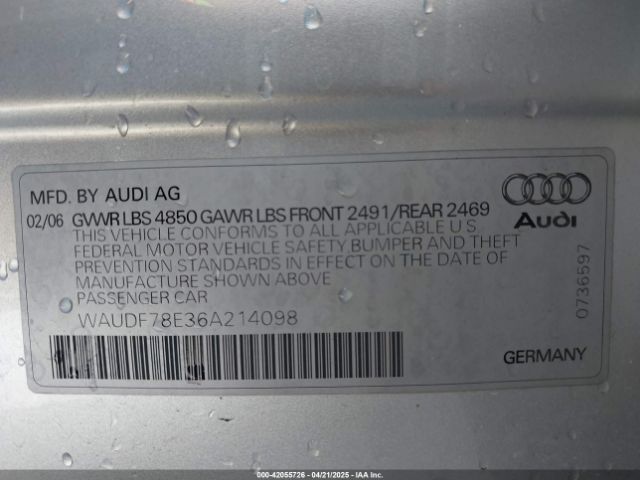 MFD. BY AUDI AG
02/06 GVWR LBS 4850 GAWR LBS FRONT 2491/REAR 2469
THIS VEHICLE CONFORMS TO ALL APPLICABLE U S
FEDERAL MOTOR VEHICLE SAFETY, BUMPER AND THEFT
PREVENTION STANDARDS IN EFFECT ON THE DATE OF
MANUFACTURE SHOWN ABOVE
PASSENGER CAR
WAUDF78E36A214098
Audi
0736597
GERMANY
000-42055726 - 04/21/2025 - IAA Inc.